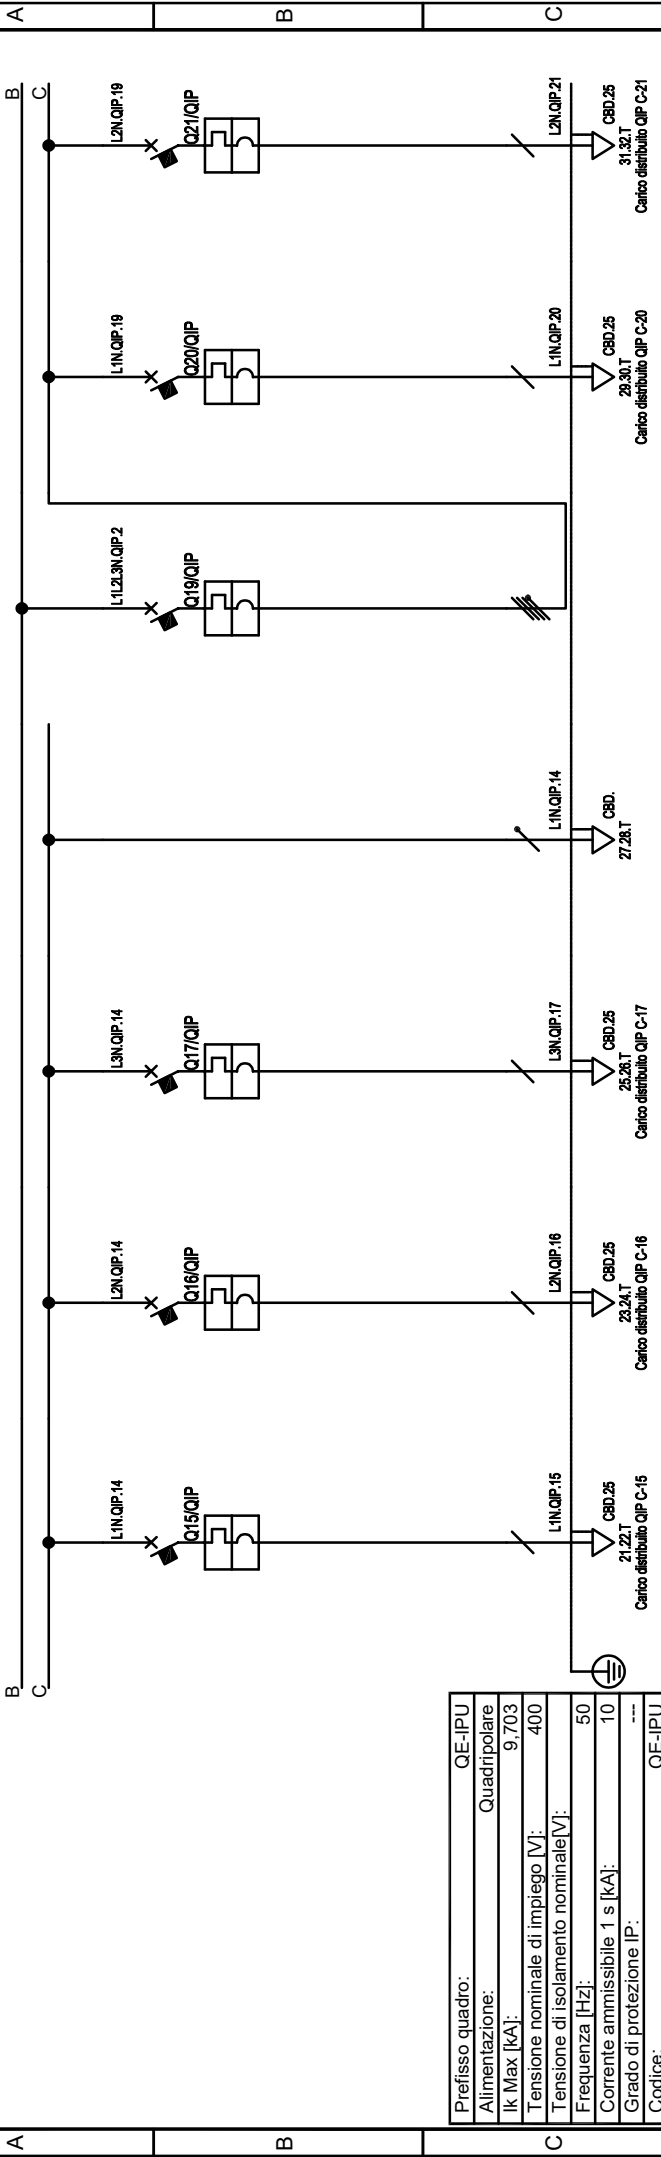 A
B
C
B
C
B
C
L1N.QIP.14
Q15/QIP
L1N.QIP.15
CBD.25
21.22.T
Carico distribuito QIP C-15
L2N.QIP.14
Q16/QIP
L2N.QIP.16
CBD.25
23.24.T
Carico distribuito QIP C-16
L3N.QIP.14
Q17/QIP
L3N.QIP.17
CBD.25
25.26.T
Carico distribuito QIP C-17
L1N.QIP.14
CBD.
27.28.T
L1L2L3N.QIP.2
Q19/QIP
L1N.QIP.19
Q20/QIP
L1N.QIP.20
CBD.25
29.30.T
Carico distribuito QIP C-20
L2N.QIP.19
Q21/QIP
L2N.QIP.21
CBD.25
31.32.T
Carico distribuito QIP C-21
Prefisso quadro: QE-IPU
Alimentazione: Quadripolare
Ik Max [kA]: 9,703
Tensione nominale di impiego [V]: 400
Tensione di isolamento nominale[V]:
Frequenza [Hz]: 50
Corrente ammissibile 1 s [kA]: 10
Grado di protezione IP: ---
Codice: QE-IPU
A
B
C